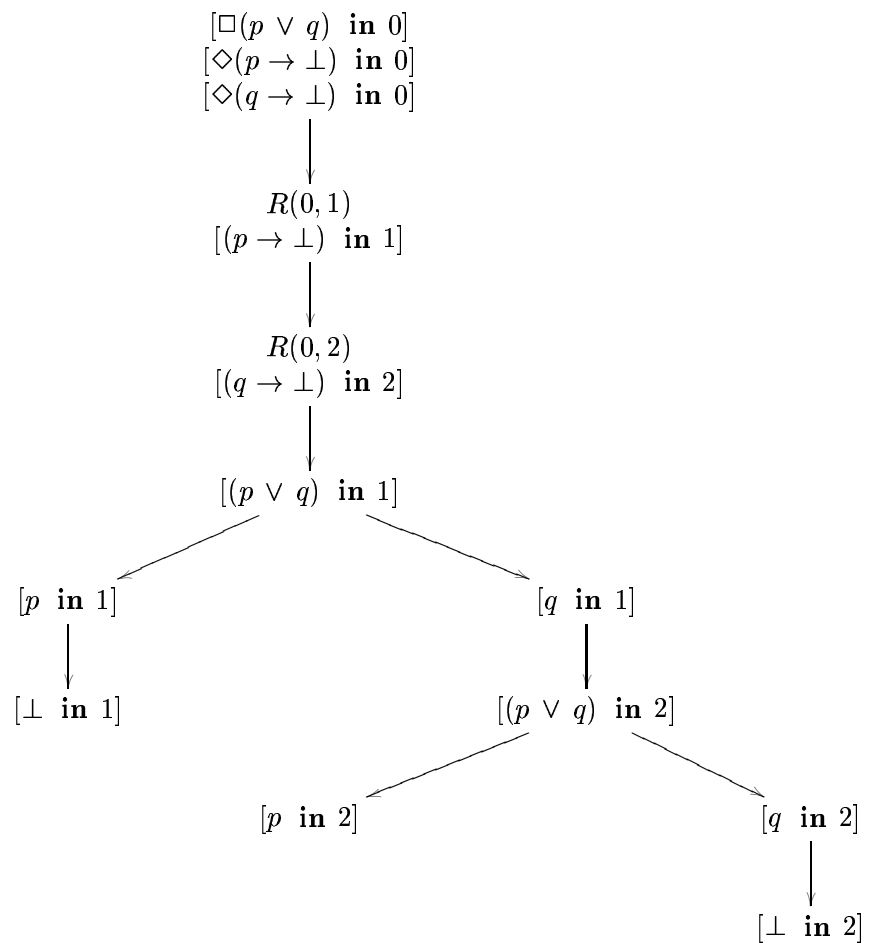 [□(p ∨ q) in 0]
[◇(p → ⊥) in 0]
[◇(q → ⊥) in 0]
R(0, 1)
[(p → ⊥) in 1]
R(0, 2)
[(q → ⊥) in 2]
[(p ∨ q) in 1]
[p in 1] [q in 1]
[⊥ in 1] [(p ∨ q) in 2]
[p in 2] [q in 2]
[⊥ in 2]